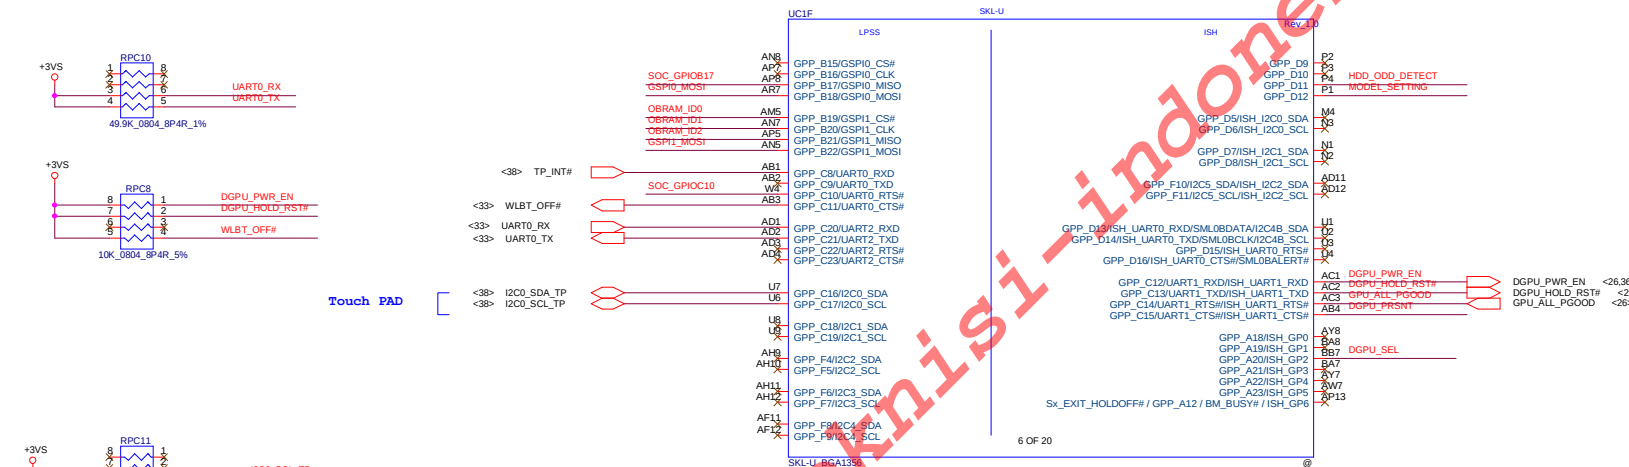 UC1F
SKL-U
Rev_1.0
LPSS
ISH
RPC10
+3VS
1
8
2
7
3
6
UART0_RX
4
5
UART0_TX
49.9K_0804_8P4R_1%
+3VS
RPC8
8
1
DGPU_PWR_EN
7
2
DGPU_HOLD_RST#
6
3
5
4
WLBT_OFF#
10K_0804_8P4R_5%
+3VS
RPC11
8
1
Touch PAD
AN8 GPP_B15/GSPI0_CS#
AP7 GPP_B16/GSPI0_CLK
SOC_GPIOB17 AP8 GPP_B17/GSPI0_MISO
GSPI0_MOSI AR7 GPP_B18/GSPI0_MOSI
OBRAM_ID0 AM5 GPP_B19/GSPI1_CS#
OBRAM_ID1 AN7 GPP_B20/GSPI1_CLK
OBRAM_ID2 AP5 GPP_B21/GSPI1_MISO
GSPI1_MOSI AN5 GPP_B22/GSPI1_MOSI
<38> TP_INT# AB1 GPP_C8/UART0_RXD
AB2 GPP_C9/UART0_TXD
SOC_GPIOC10 W4 GPP_C10/UART0_RTS#
<33> WLBT_OFF# AB3 GPP_C11/UART0_CTS#
<33> UART0_RX AD1 GPP_C20/UART2_RXD
<33> UART0_TX AD2 GPP_C21/UART2_TXD
AD3 GPP_C22/UART2_RTS#
AD4 GPP_C23/UART2_CTS#
<38> I2C0_SDA_TP U7 GPP_C16/I2C0_SDA
<38> I2C0_SCL_TP U6 GPP_C17/I2C0_SCL
U8 GPP_C18/I2C1_SDA
U9 GPP_C19/I2C1_SCL
AH9 GPP_F4/I2C2_SDA
AH10 GPP_F5/I2C2_SCL
AH11 GPP_F6/I2C3_SDA
AH12 GPP_F7/I2C3_SCL
AF11 GPP_F8/I2C4_SDA
AF12 GPP_F9/I2C4_SCL
GPP_D9 P2
GPP_D10 P3
GPP_D11 P4 HDD_ODD_DETECT
GPP_D12 P1 MODEL_SETTING
GPP_D5/ISH_I2C0_SDA M4
GPP_D6/ISH_I2C0_SCL N3
GPP_D7/ISH_I2C1_SDA N1
GPP_D8/ISH_I2C1_SCL N2
GPP_F10/I2C5_SDA/ISH_I2C2_SDA AD11
GPP_F11/I2C5_SCL/ISH_I2C2_SCL AD12
GPP_D13/ISH_UART0_RXD/SML0BDATA/I2C4B_SDA U1
GPP_D14/ISH_UART0_TXD/SML0BCLK/I2C4B_SCL U2
GPP_D15/ISH_UART0_RTS# U3
GPP_D16/ISH_UART0_CTS#/SML0BALERT# U4
GPP_C12/UART1_RXD/ISH_UART1_RXD AC1 DGPU_PWR_EN DGPU_PWR_EN <26,36
GPP_C13/UART1_TXD/ISH_UART1_TXD AC2 DGPU_HOLD_RST# DGPU_HOLD_RST# <2
GPP_C14/UART1_RTS#/ISH_UART1_RTS# AC3 GPU_ALL_PGOOD GPU_ALL_PGOOD <26>
GPP_C15/UART1_CTS#/ISH_UART1_CTS# AB4 DGPU_PRSNT
GPP_A18/ISH_GP0 AY8
GPP_A19/ISH_GP1 BA8
GPP_A20/ISH_GP2 BB7 DGPU_SEL
GPP_A21/ISH_GP3 BA7
GPP_A22/ISH_GP4 AY7
GPP_A23/ISH_GP5 AW7
Sx_EXIT_HOLDOFF# / GPP_A12 / BM_BUSY# / ISH_GP6 AP13
6 OF 20
SKL-U_BGA1356
@
knisi-indone